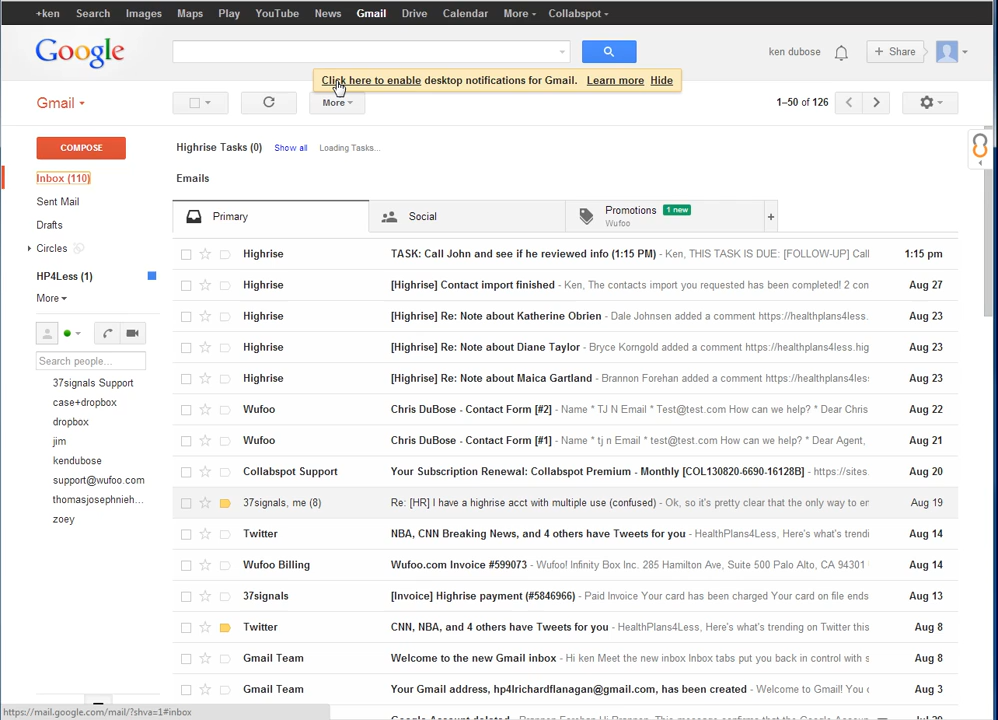 +ken Search Images Maps Play YouTube News Gmail Drive Calendar More Collabspot
Google
ken dubose + Share
Click here to enable desktop notifications for Gmail. Learn more Hide
Gmail More 1–50 of 126
COMPOSE
Inbox (110)
Sent Mail
Drafts
Circles
HP4Less (1)
More
Search people...
37signals Support
case+dropbox
dropbox
jim
kendubose
support@wufoo.com
thomasjosephnieh...
zoey
Highrise Tasks (0) Show all Loading Tasks...
Emails
Primary Social Promotions 1 new +
Wufoo
Highrise TASK: Call John and see if he reviewed info (1:15 PM) - Ken, THIS TASK IS DUE: [FOLLOW-UP] Call 1:15 pm
Highrise [Highrise] Contact import finished - Ken, The contacts import you requested has been completed! 2 con Aug 27
Highrise [Highrise] Re: Note about Katherine Obrien - Dale Johnsen added a comment https://healthplans4less. Aug 23
Highrise [Highrise] Re: Note about Diane Taylor - Bryce Korngold added a comment https://healthplans4less.hig Aug 23
Highrise [Highrise] Re: Note about Maica Gartland - Brannon Forehan added a comment https://healthplans4less Aug 23
Wufoo Chris DuBose - Contact Form [#2] - Name * TJ N Email * Test@test.com How can we help? * Dear Chris Aug 22
Wufoo Chris DuBose - Contact Form [#1] - Name * tj n Email * test@test.com How can we help? * Dear Agent, Aug 21
Collabspot Support Your Subscription Renewal: Collabspot Premium - Monthly [COL130820-6690-16128B] - https://sites. Aug 20
37signals, me (8) Re: [HR] I have a highrise acct with multiple use (confused) - Ok, so it's pretty clear that the only way to en Aug 19
Twitter NBA, CNN Breaking News, and 4 others have Tweets for you - HealthPlans4Less, Here's what's trendi Aug 14
Wufoo Billing Wufoo.com Invoice #599073 - Wufoo! Infinity Box Inc. 285 Hamilton Ave, Suite 500 Palo Alto, CA 94301 Aug 14
37signals [Invoice] Highrise payment (#5846966) - Paid Invoice Your card has been charged Your card on file ends Aug 13
Twitter CNN, NBA, and 4 others have Tweets for you - HealthPlans4Less, Here's what's trending on Twitter this Aug 8
Gmail Team Welcome to the new Gmail inbox - Hi ken Meet the new inbox Inbox tabs put you back in control with s Aug 8
Gmail Team Your Gmail address, hp4lrichardflanagan@gmail.com, has been created - Welcome to Gmail! You c Aug 3
https://mail.google.com/mail/?shva=1#inbox